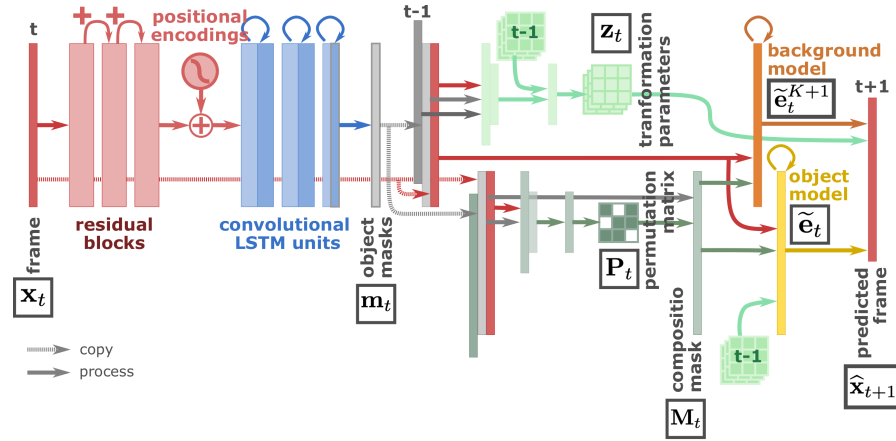 t
positional
encodings
t-1
t-1
z_t
tranformation
parameters
background
model
ẽ_t^{K+1}
t+1
object
model
ẽ_t
residual
blocks
convolutional
LSTM units
frame
x_t
object
masks
m_t
permutation
matrix
P_t
copy
process
t-1
compositio
mask
M_t
predicted
frame
x̂_{t+1}